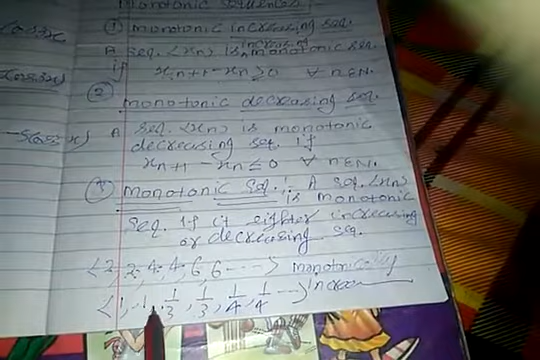 Monotonic Sequences
① monotonic increasing seq.
A seq. <xn> is monotonic seq.
increasing
if xn+1 - xn ≥ 0 ∀ n∈N.
② monotonic decreasing seq.
A seq. <xn> is monotonic
decreasing seq. if
xn+1 - xn ≤ 0 ∀ n∈N.
③ monotonic seq. : A seq. <xn>
is monotonic
seq. if it eighter increasing
or decreasing seq.
<2, 2, 4, 4, 6, 6 ---->
<1, 1, 1/3, 1/3, 1/4, 1/4 --->